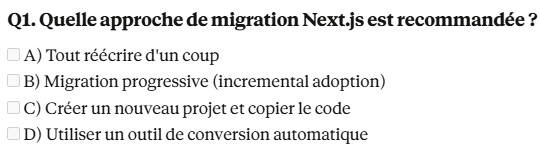 Q1. Quelle approche de migration Next.js est recommandée ?
A) Tout réécrire d'un coup
B) Migration progressive (incremental adoption)
C) Créer un nouveau projet et copier le code
D) Utiliser un outil de conversion automatique